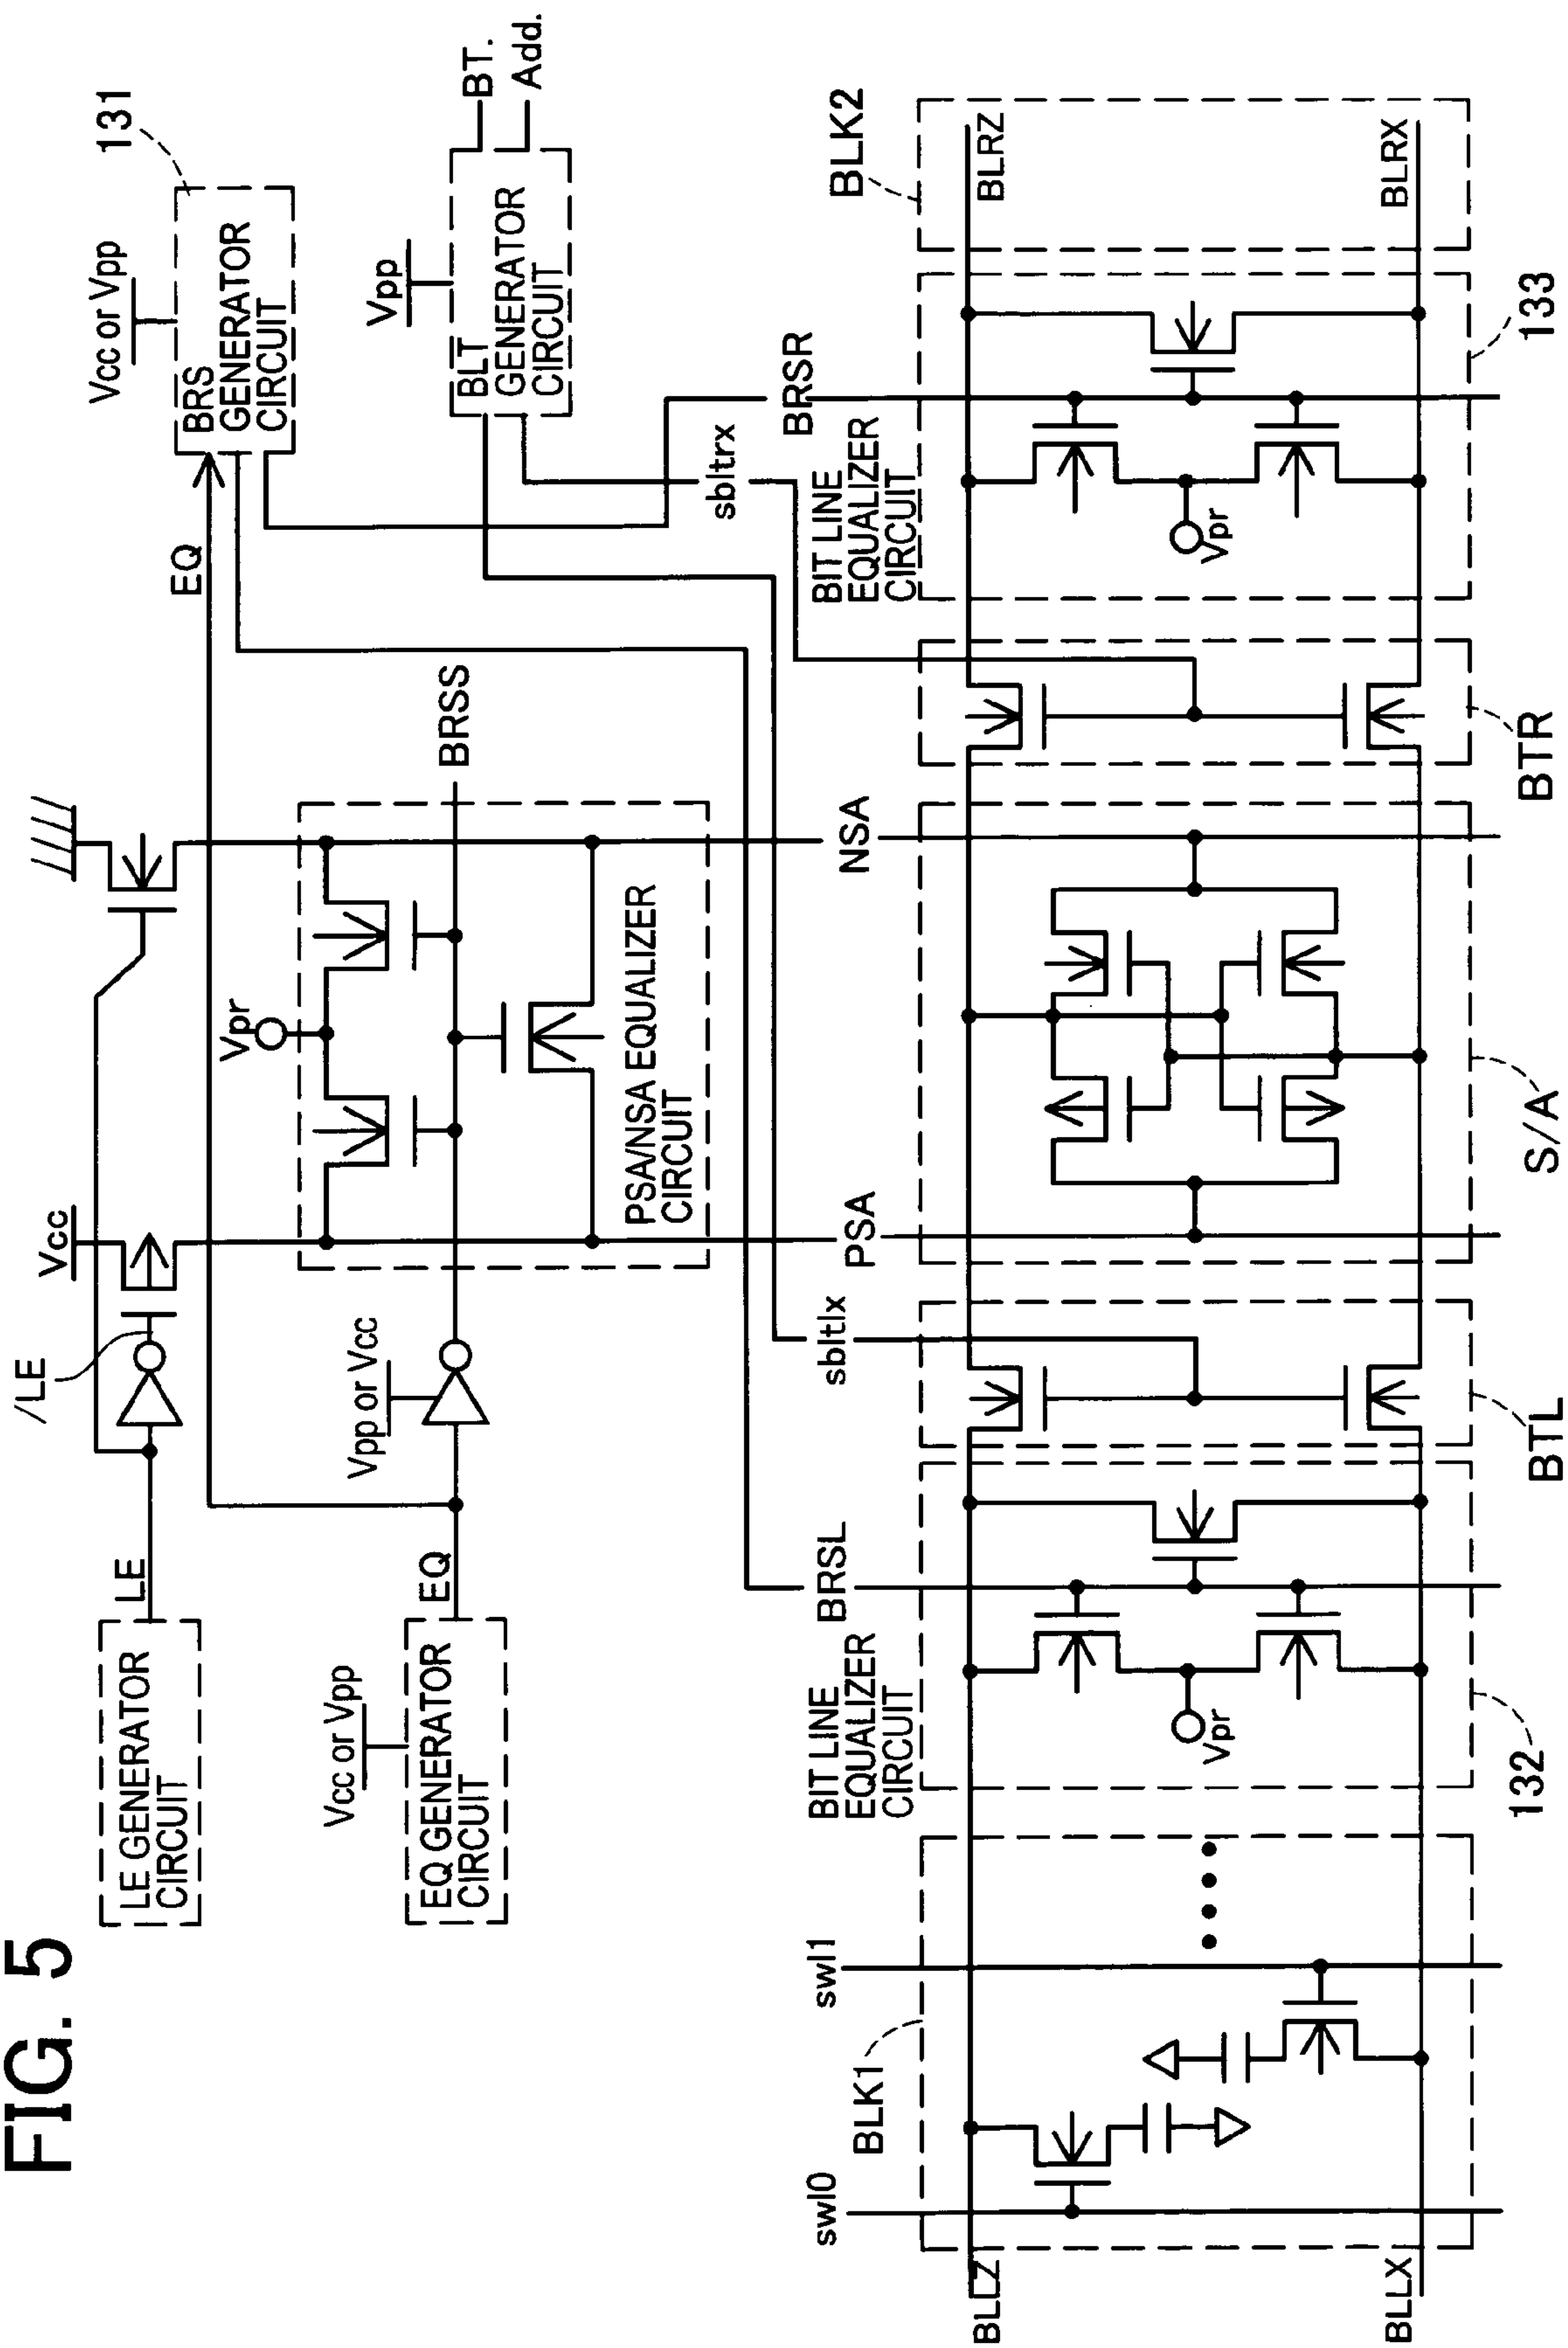 FIG. 5
LE GENERATOR
CIRCUIT
LE
/LE
Vcc
Vcc or Vpp
EQ GENERATOR
CIRCUIT
EQ
Vpp or Vcc
Vpr
PSA/NSA EQUALIZER
CIRCUIT
BRSS
EQ
Vcc or Vpp
BRS
GENERATOR
CIRCUIT
131
Vpp
BLT
GENERATOR
CIRCUIT
BT.
Add.
swl0
BLK1
swl1
BIT LINE
EQUALIZER
CIRCUIT
BRSL
sbltlx
PSA
NSA
sbltrx
BIT LINE
EQUALIZER
CIRCUIT
BRSR
BLK2
BLLZ
BLRZ
Vpr
Vpr
BLLX
BLRX
132
BTL
S/A
BTR
133